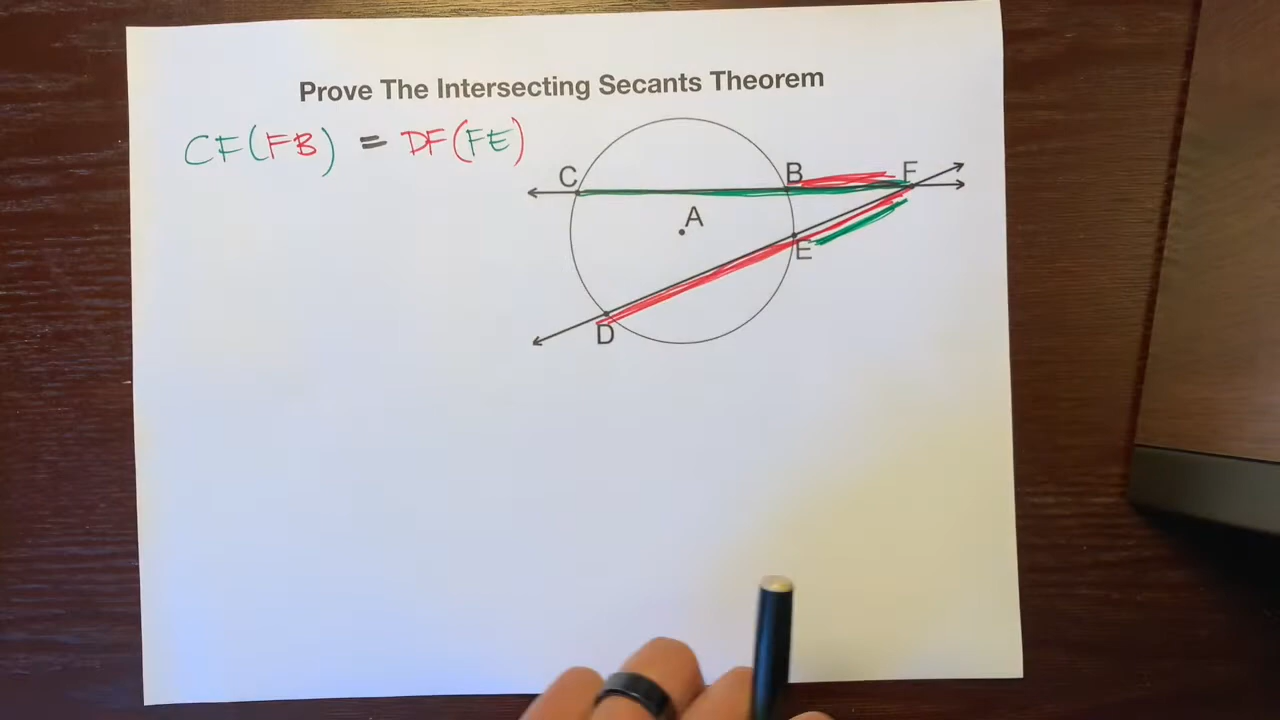 Prove The Intersecting Secants Theorem
CF(FB) = DF(FE)
C
B
F
A
E
D